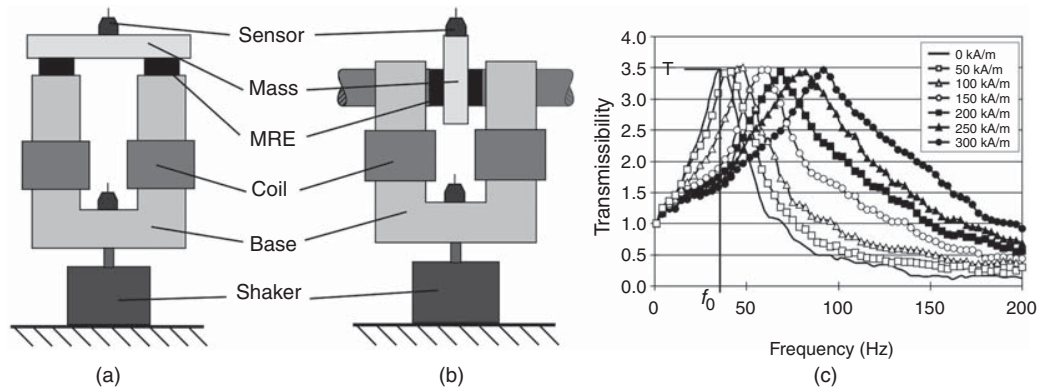 Sensor
Mass
MRE
Coil
Base
Shaker
(a)
(b)
Transmissibility
4.0
3.5
3.0
2.5
2.0
1.5
1.0
0.5
0.0
T
f0
0
50
100
150
200
Frequency (Hz)
0 kA/m
50 kA/m
100 kA/m
150 kA/m
200 kA/m
250 kA/m
300 kA/m
(c)